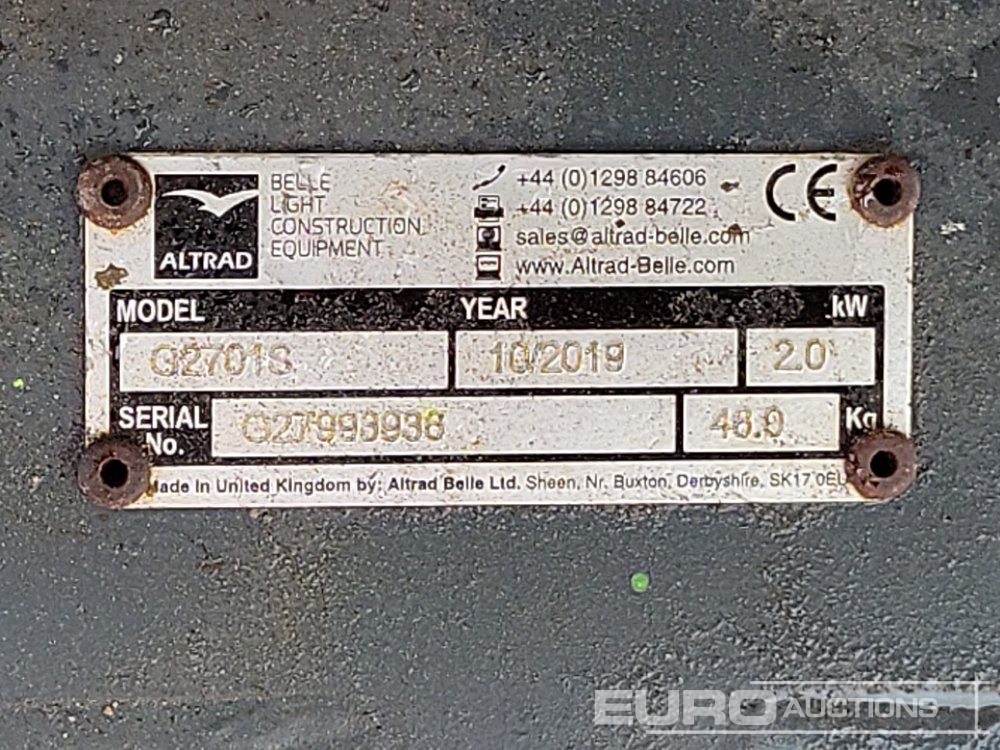 ALTRAD
BELLE
LIGHT
CONSTRUCTION
EQUIPMENT
+44 (0)1298 84606
+44 (0)1298 84722
sales@altrad-belle.com
www.Altrad-Belle.com
CE
MODEL YEAR kW
10/2019 2.0
SERIAL No. Kg
Made In United Kingdom by: Altrad Belle Ltd. Sheen, Nr. Buxton, Derbyshire, SK17 0EU
EURO AUCTIONS